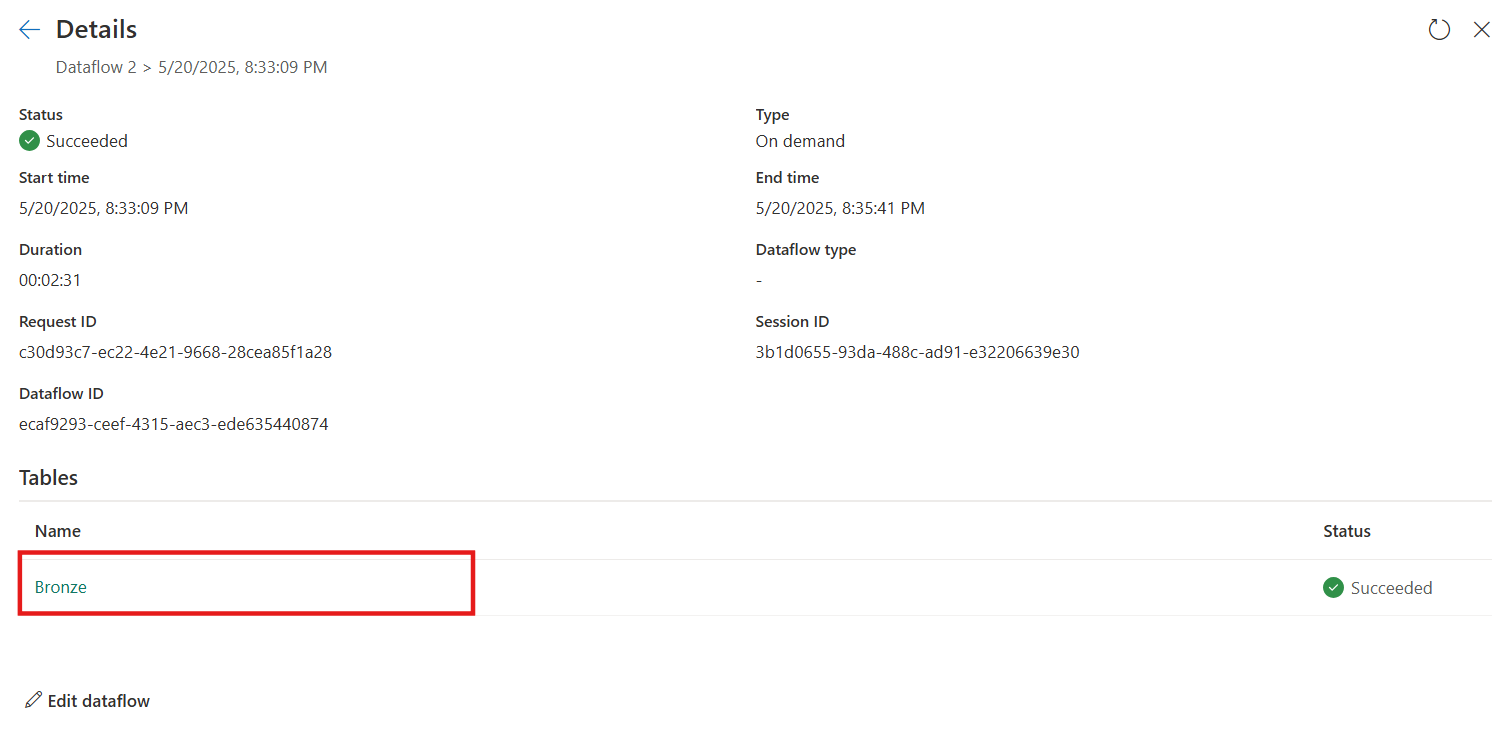 Details
Dataflow 2 > 5/20/2025, 8:33:09 PM
Status
Succeeded
Type
On demand
Start time
5/20/2025, 8:33:09 PM
End time
5/20/2025, 8:35:41 PM
Duration
00:02:31
Dataflow type
-
Request ID
c30d93c7-ec22-4e21-9668-28cea85f1a28
Session ID
3b1d0655-93da-488c-ad91-e32206639e30
Dataflow ID
ecaf9293-ceef-4315-aec3-ede635440874
Tables
Name
Status
Bronze
Succeeded
Edit dataflow